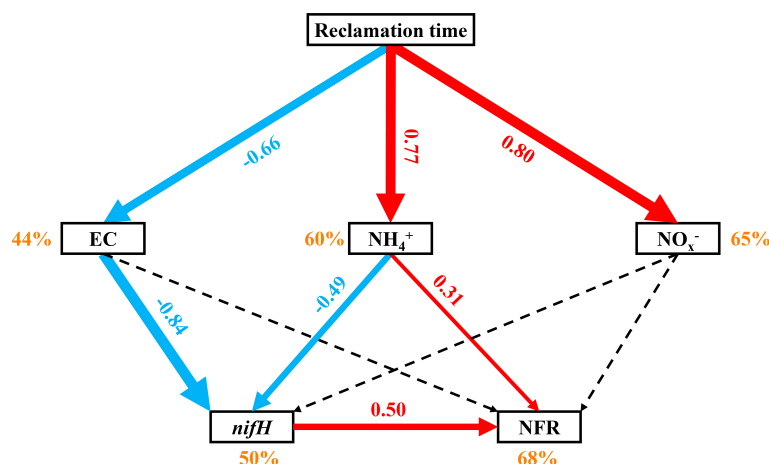 Reclamation time
-0.66
0.77
0.80
44%
EC
60%
NH₄⁺
NOₓ⁻
65%
-0.84
-0.49
0.31
nifH
0.50
NFR
50%
68%